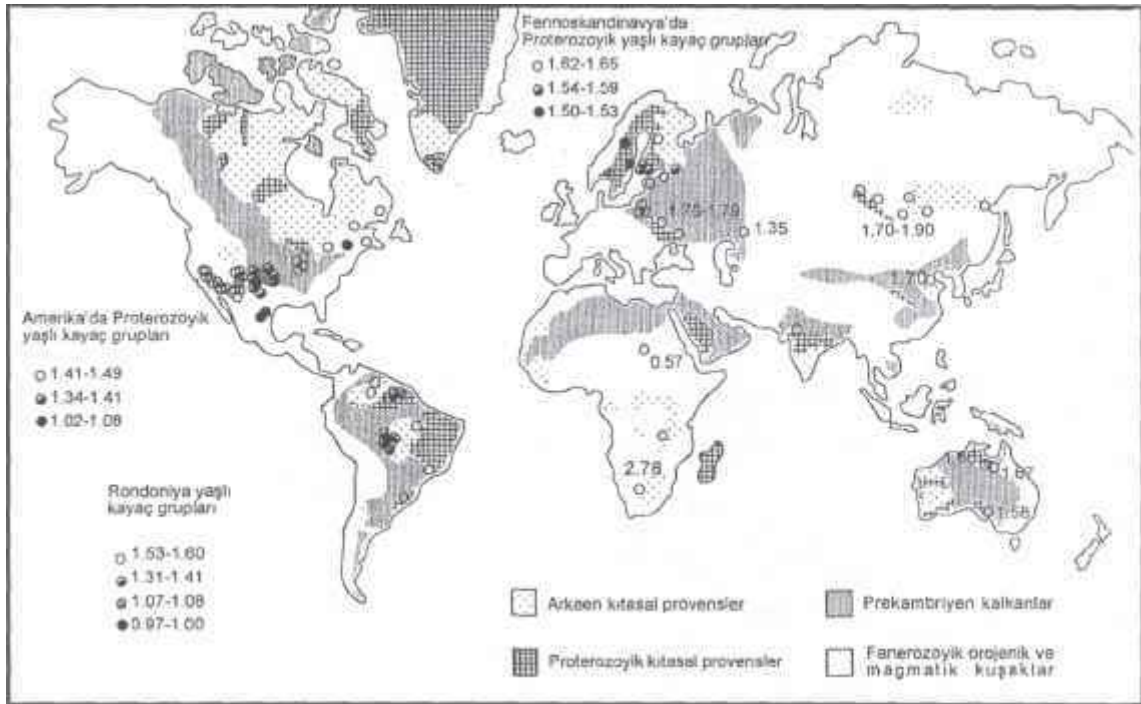 Fennoskandinavya'da
Proterozoyik yaşlı kayaç grupları
1.62-1.65
1.54-1.59
1.50-1.53
1.75-1.79
1.35
1.70-1.90
1.70
Amerika'da Proterozoyik
yaşlı kayaç grupları
1.41-1.49
1.34-1.41
1.02-1.08
0.57
2.78
1.58
Rondoniya yaşlı
kayaç grupları
1.53-1.60
1.31-1.41
1.07-1.08
0.97-1.00
Arkeen kıtasal provensler
Prekambriyen kalkanlar
Proterozoyik kıtasal provensler
Fanerozoyik orojenik ve
magmatik kuşaklar